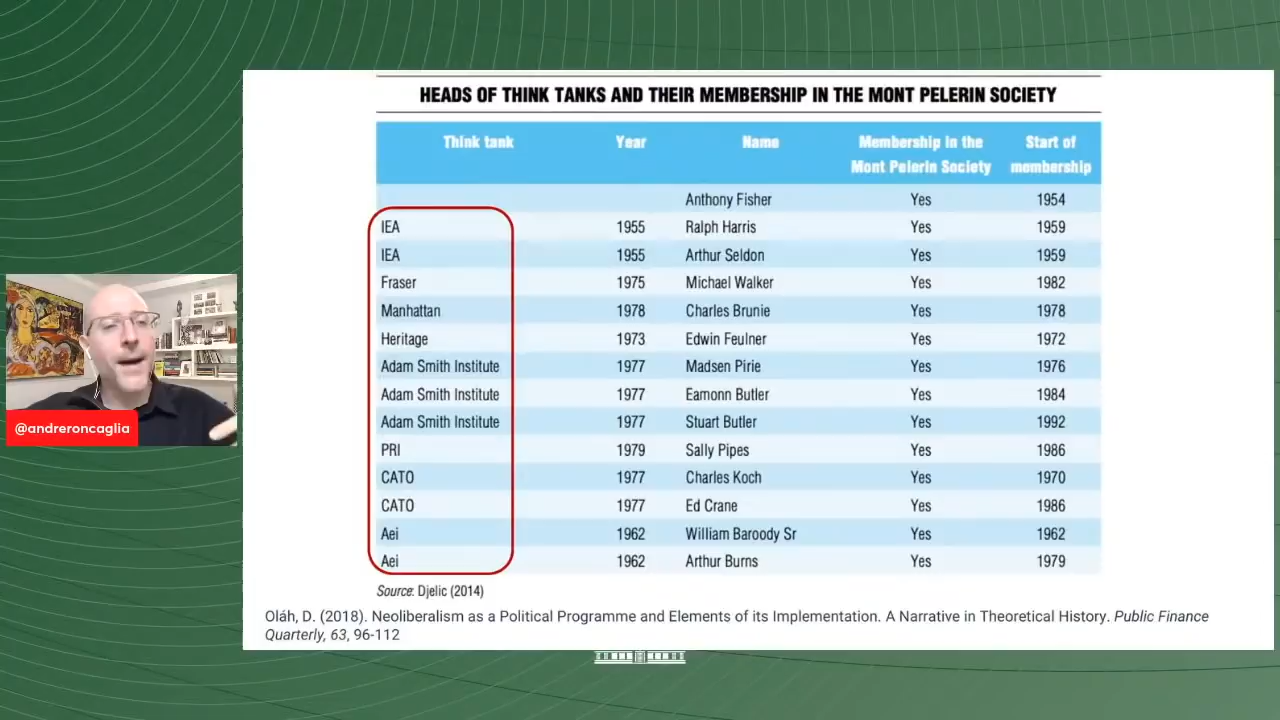 HEADS OF THINK TANKS AND THEIR MEMBERSHIP IN THE MONT PELERIN SOCIETY
Think tank Year Name Membership in the Mont Pelerin Society Start of membership
Anthony Fisher Yes 1954
IEA 1955 Ralph Harris Yes 1959
IEA 1955 Arthur Seldon Yes 1959
Fraser 1975 Michael Walker Yes 1982
Manhattan 1978 Charles Brunie Yes 1978
Heritage 1973 Edwin Feulner Yes 1972
Adam Smith Institute 1977 Madsen Pirie Yes 1976
Adam Smith Institute 1977 Eamonn Butler Yes 1984
Adam Smith Institute 1977 Stuart Butler Yes 1992
PRI 1979 Sally Pipes Yes 1986
CATO 1977 Charles Koch Yes 1970
CATO 1977 Ed Crane Yes 1986
Aei 1962 William Baroody Sr Yes 1962
Aei 1962 Arthur Burns Yes 1979
Source: Djelic (2014)
Oláh, D. (2018). Neoliberalism as a Political Programme and Elements of its Implementation. A Narrative in Theoretical History. Public Finance
Quarterly, 63, 96-112
@andreroncaglia